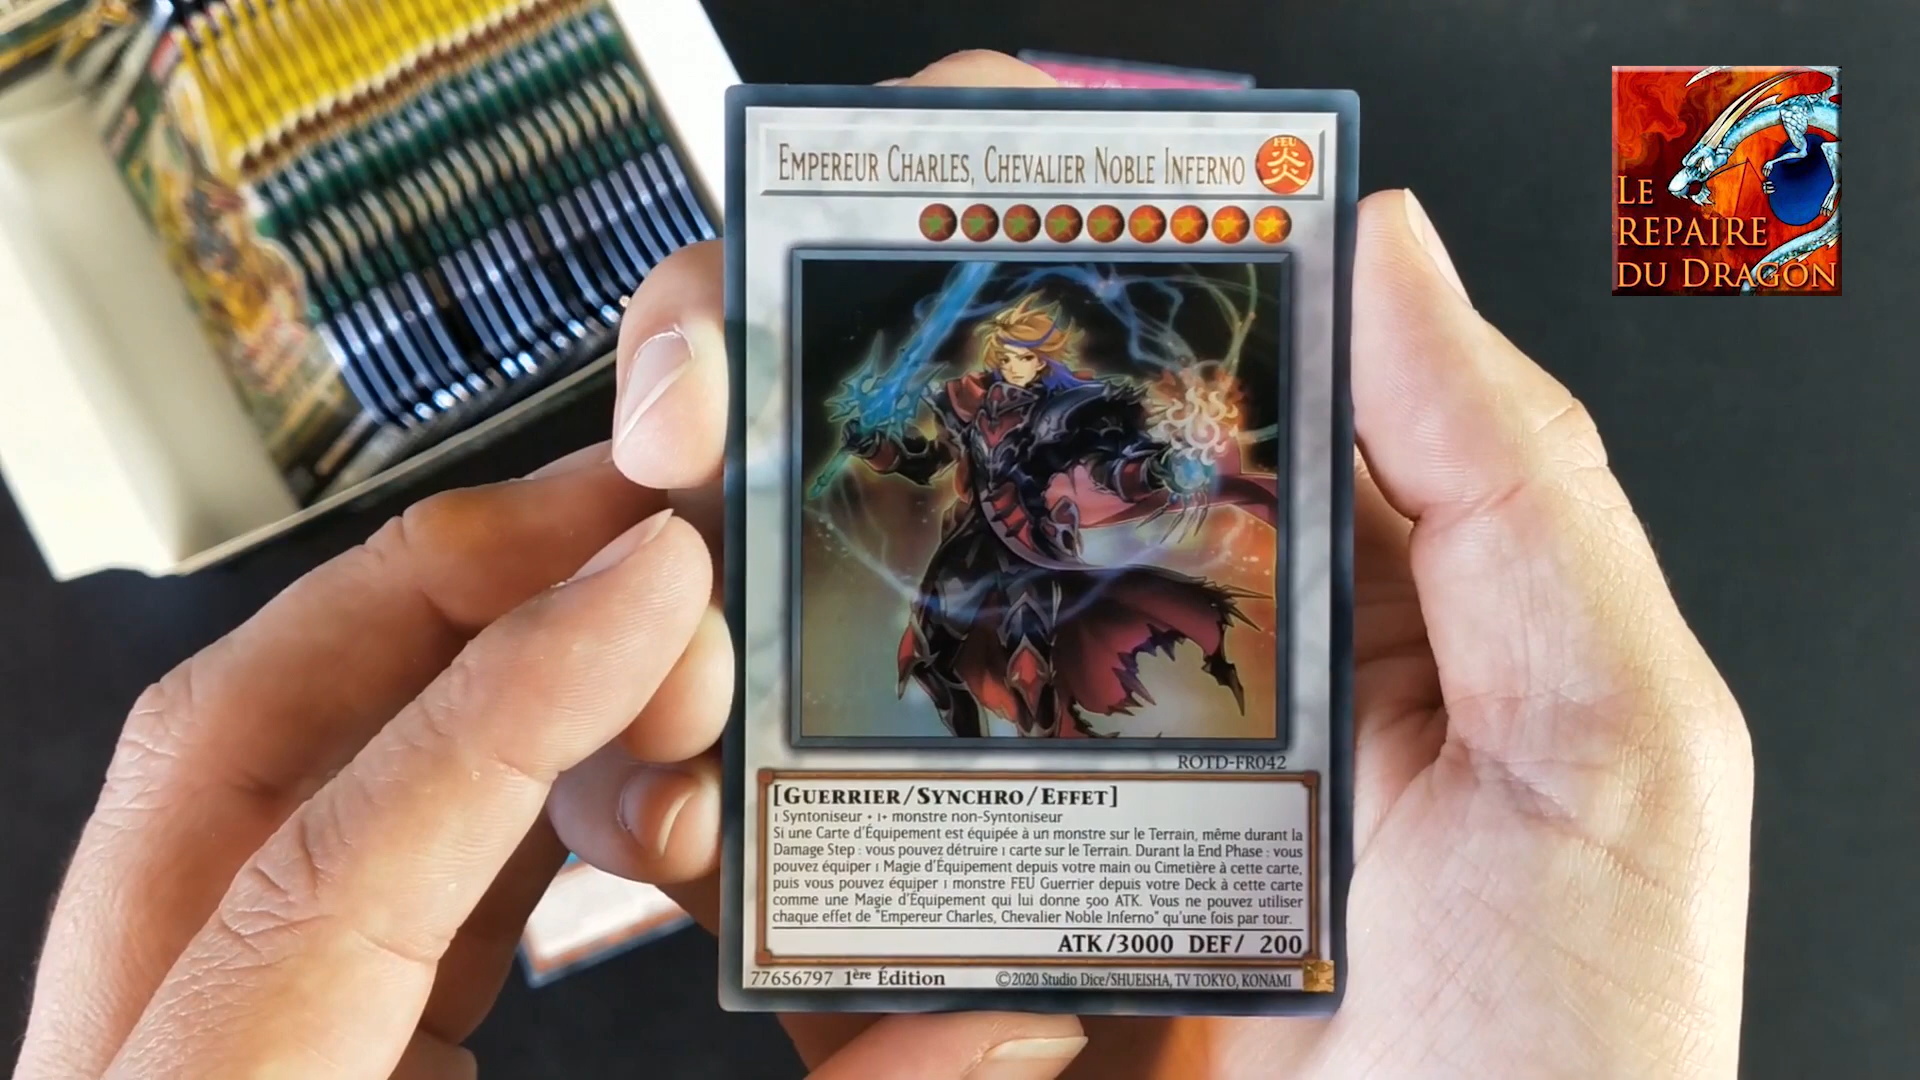 EMPEREUR CHARLES, CHEVALIER NOBLE INFERNO
FEU
炎
LE
REPAIRE
DU DRAGON
ROTD-FR042
[GUERRIER/SYNCHRO/EFFET]
1 Syntoniseur + 1+ monstre non-Syntoniseur
Si une Carte d'Équipement est équipée à un monstre sur le Terrain, même durant la
Damage Step : vous pouvez détruire 1 carte sur le Terrain. Durant la End Phase : vous
pouvez équiper 1 Magie d'Équipement depuis votre main ou Cimetière à cette carte,
puis vous pouvez équiper 1 monstre FEU Guerrier depuis votre Deck à cette carte
comme une Magie d'Équipement qui lui donne 500 ATK. Vous ne pouvez utiliser
chaque effet de "Empereur Charles, Chevalier Noble Inferno" qu'une fois par tour.
ATK/3000 DEF/ 200
77656797 1ère Édition ©2020 Studio Dice/SHUEISHA, TV TOKYO, KONAMI